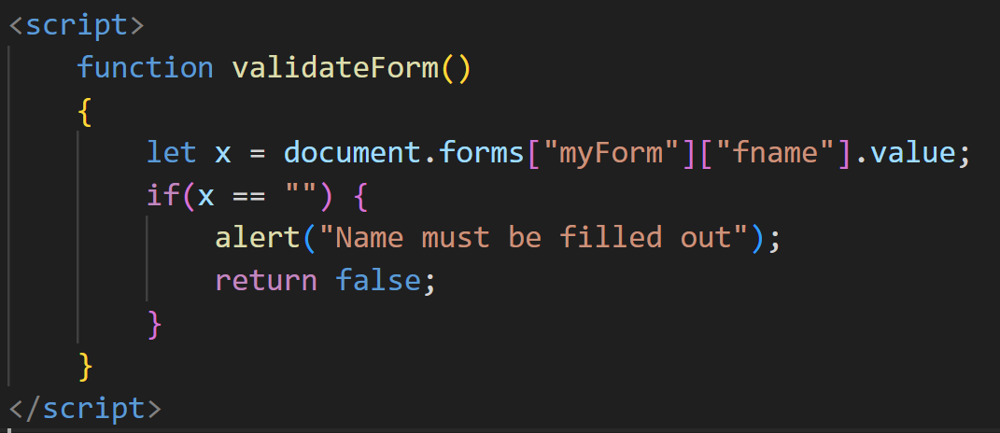 <script>
    function validateForm()
    {
        let x = document.forms["myForm"]["fname"].value;
        if(x == "") {
            alert("Name must be filled out");
            return false;
        }
    }
</script>